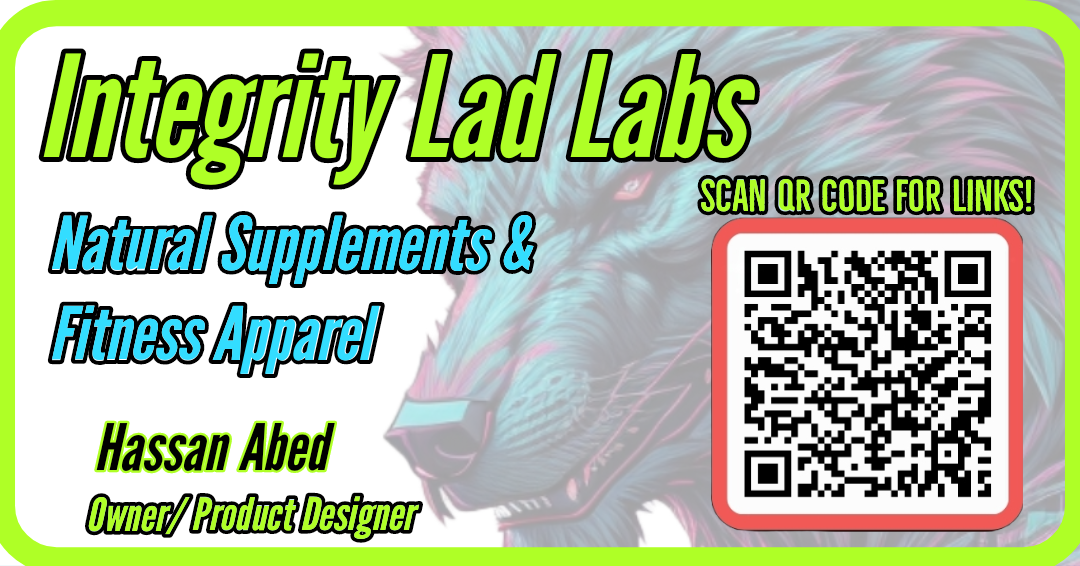 Integrity Lad Labs
SCAN QR CODE FOR LINKS!
Natural Supplements &
Fitness Apparel
Hassan Abed
Owner/ Product Designer